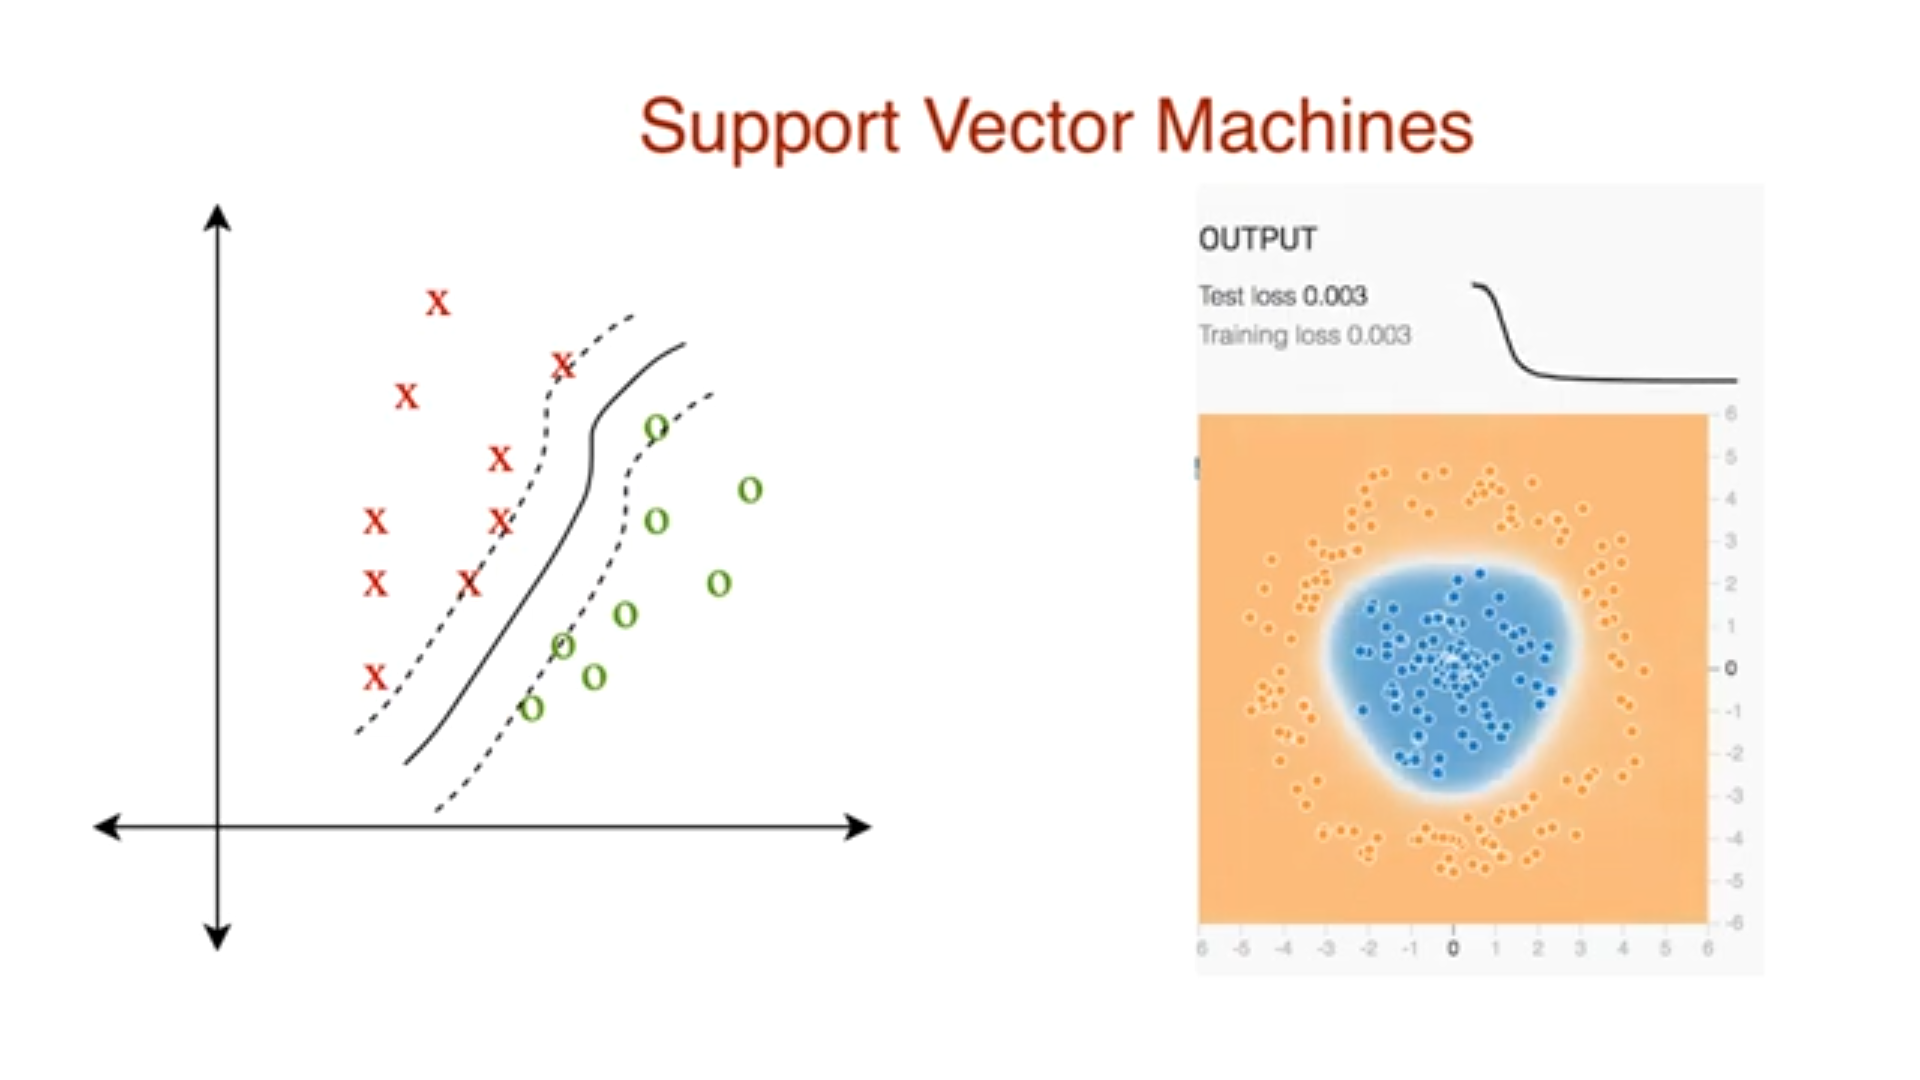 Support Vector Machines
x
x
x
x
x
x
x
x
x
o
o
o
o
o
o
o
o
o
OUTPUT
Test loss 0.003
Training loss 0.003
6
5
4
3
2
1
0
-1
-2
-3
-4
-5
-6
6 -5 -4 -3 -2 -1 0 1 2 3 4 5 6